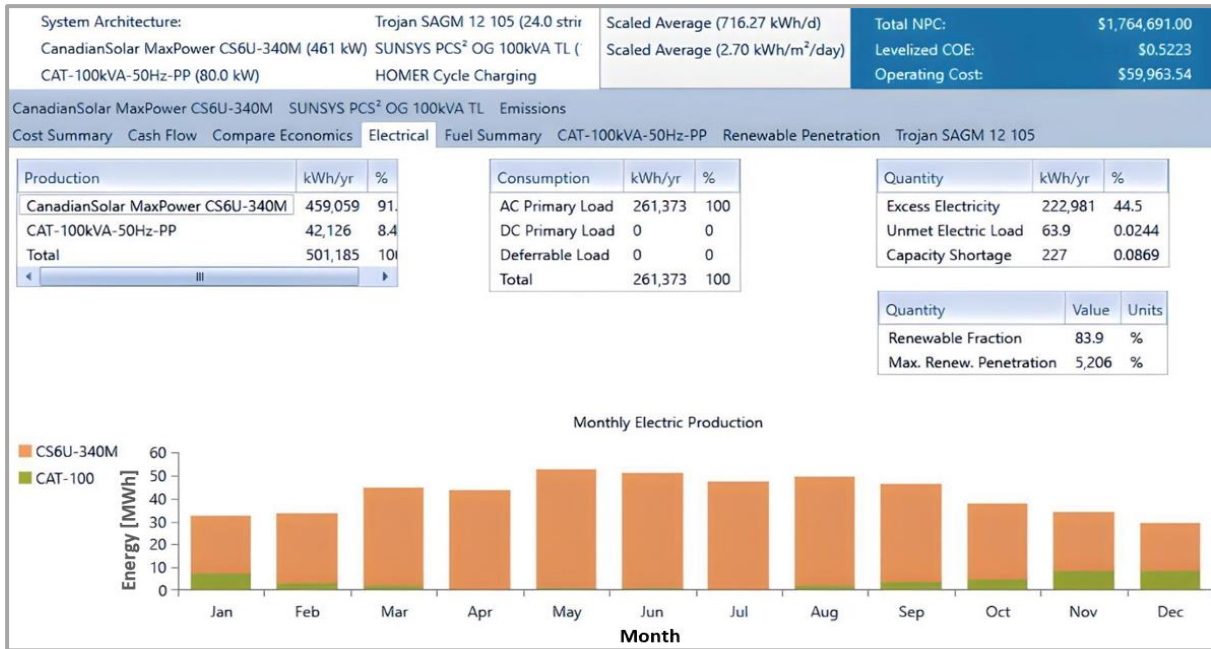 System Architecture:
CanadianSolar MaxPower CS6U-340M (461 kW)
CAT-100kVA-50Hz-PP (80.0 kW)
Trojan SAGM 12 105 (24.0 strin
SUNSYS PCS² OG 100kVA TL (
HOMER Cycle Charging
Scaled Average (716.27 kWh/d)
Scaled Average (2.70 kWh/m²/day)
Total NPC: $1,764,691.00
Levelized COE: $0.5223
Operating Cost: $59,963.54
CanadianSolar MaxPower CS6U-340M SUNSYS PCS² OG 100kVA TL Emissions
Cost Summary Cash Flow Compare Economics Electrical Fuel Summary CAT-100kVA-50Hz-PP Renewable Penetration Trojan SAGM 12 105
Production kWh/yr %
CanadianSolar MaxPower CS6U-340M 459,059 91.
CAT-100kVA-50Hz-PP 42,126 8.4
Total 501,185 10
Consumption kWh/yr %
AC Primary Load 261,373 100
DC Primary Load 0 0
Deferrable Load 0 0
Total 261,373 100
Quantity kWh/yr %
Excess Electricity 222,981 44.5
Unmet Electric Load 63.9 0.0244
Capacity Shortage 227 0.0869
Quantity Value Units
Renewable Fraction 83.9 %
Max. Renew. Penetration 5,206 %
Monthly Electric Production
CS6U-340M
CAT-100
Energy [MWh]
60
50
40
30
20
10
0
Jan Feb Mar Apr May Jun Jul Aug Sep Oct Nov Dec
Month